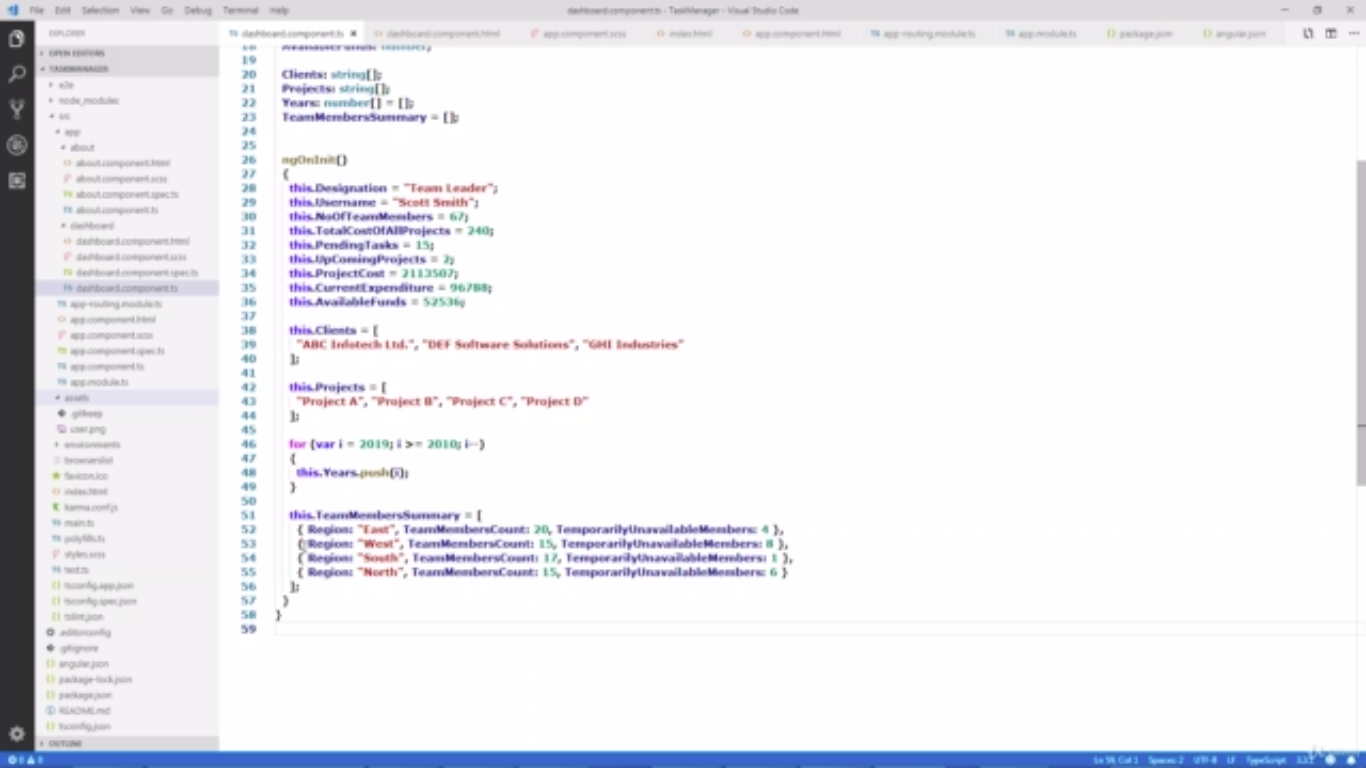 File Edit Selection View Go Debug Terminal Help
dashboard.component.ts - TaskManager - Visual Studio Code
EXPLORER
OPEN EDITORS
TASKMANAGER
e2e
node_modules
src
app
about
about.component.html
about.component.scss
about.component.spec.ts
about.component.ts
dashboard
dashboard.component.html
dashboard.component.scss
dashboard.component.spec.ts
dashboard.component.ts
app-routing.module.ts
app.component.html
app.component.scss
app.component.spec.ts
app.component.ts
app.module.ts
assets
.gitkeep
user.png
environments
browserslist
favicon.ico
index.html
karma.conf.js
main.ts
polyfills.ts
styles.scss
test.ts
tsconfig.app.json
tsconfig.spec.json
tslint.json
.editorconfig
.gitignore
angular.json
package-lock.json
package.json
README.md
tsconfig.json
OUTLINE
dashboard.component.ts dashboard.component.html app.component.scss index.html app.component.html app-routing.module.ts app.module.ts package.json angular.json
18 AvailableFunds: number;
19
20 Clients: string[];
21 Projects: string[];
22 Years: number[] = [];
23 TeamMembersSummary = [];
24
25
26 ngOnInit()
27 {
28 this.Designation = "Team Leader";
29 this.Username = "Scott Smith";
30 this.NoOfTeamMembers = 67;
31 this.TotalCostOfAllProjects = 240;
32 this.PendingTasks = 15;
33 this.UpComingProjects = 2;
34 this.ProjectCost = 2113507;
35 this.CurrentExpenditure = 96788;
36 this.AvailableFunds = 52536;
37
38 this.Clients = [
39 "ABC Infotech Ltd.", "DEF Software Solutions", "GHI Industries"
40 ];
41
42 this.Projects = [
43 "Project A", "Project B", "Project C", "Project D"
44 ];
45
46 for (var i = 2019; i >= 2010; i--)
47 {
48 this.Years.push(i);
49 }
50
51 this.TeamMembersSummary = [
52 { Region: "East", TeamMembersCount: 20, TemporarilyUnavailableMembers: 4 },
53 { Region: "West", TeamMembersCount: 15, TemporarilyUnavailableMembers: 8 },
54 { Region: "South", TeamMembersCount: 17, TemporarilyUnavailableMembers: 1 },
55 { Region: "North", TeamMembersCount: 15, TemporarilyUnavailableMembers: 6 }
56 ];
57 }
58 }
59
0 0 Ln 59, Col 1 Spaces: 2 UTF-8 LF TypeScript